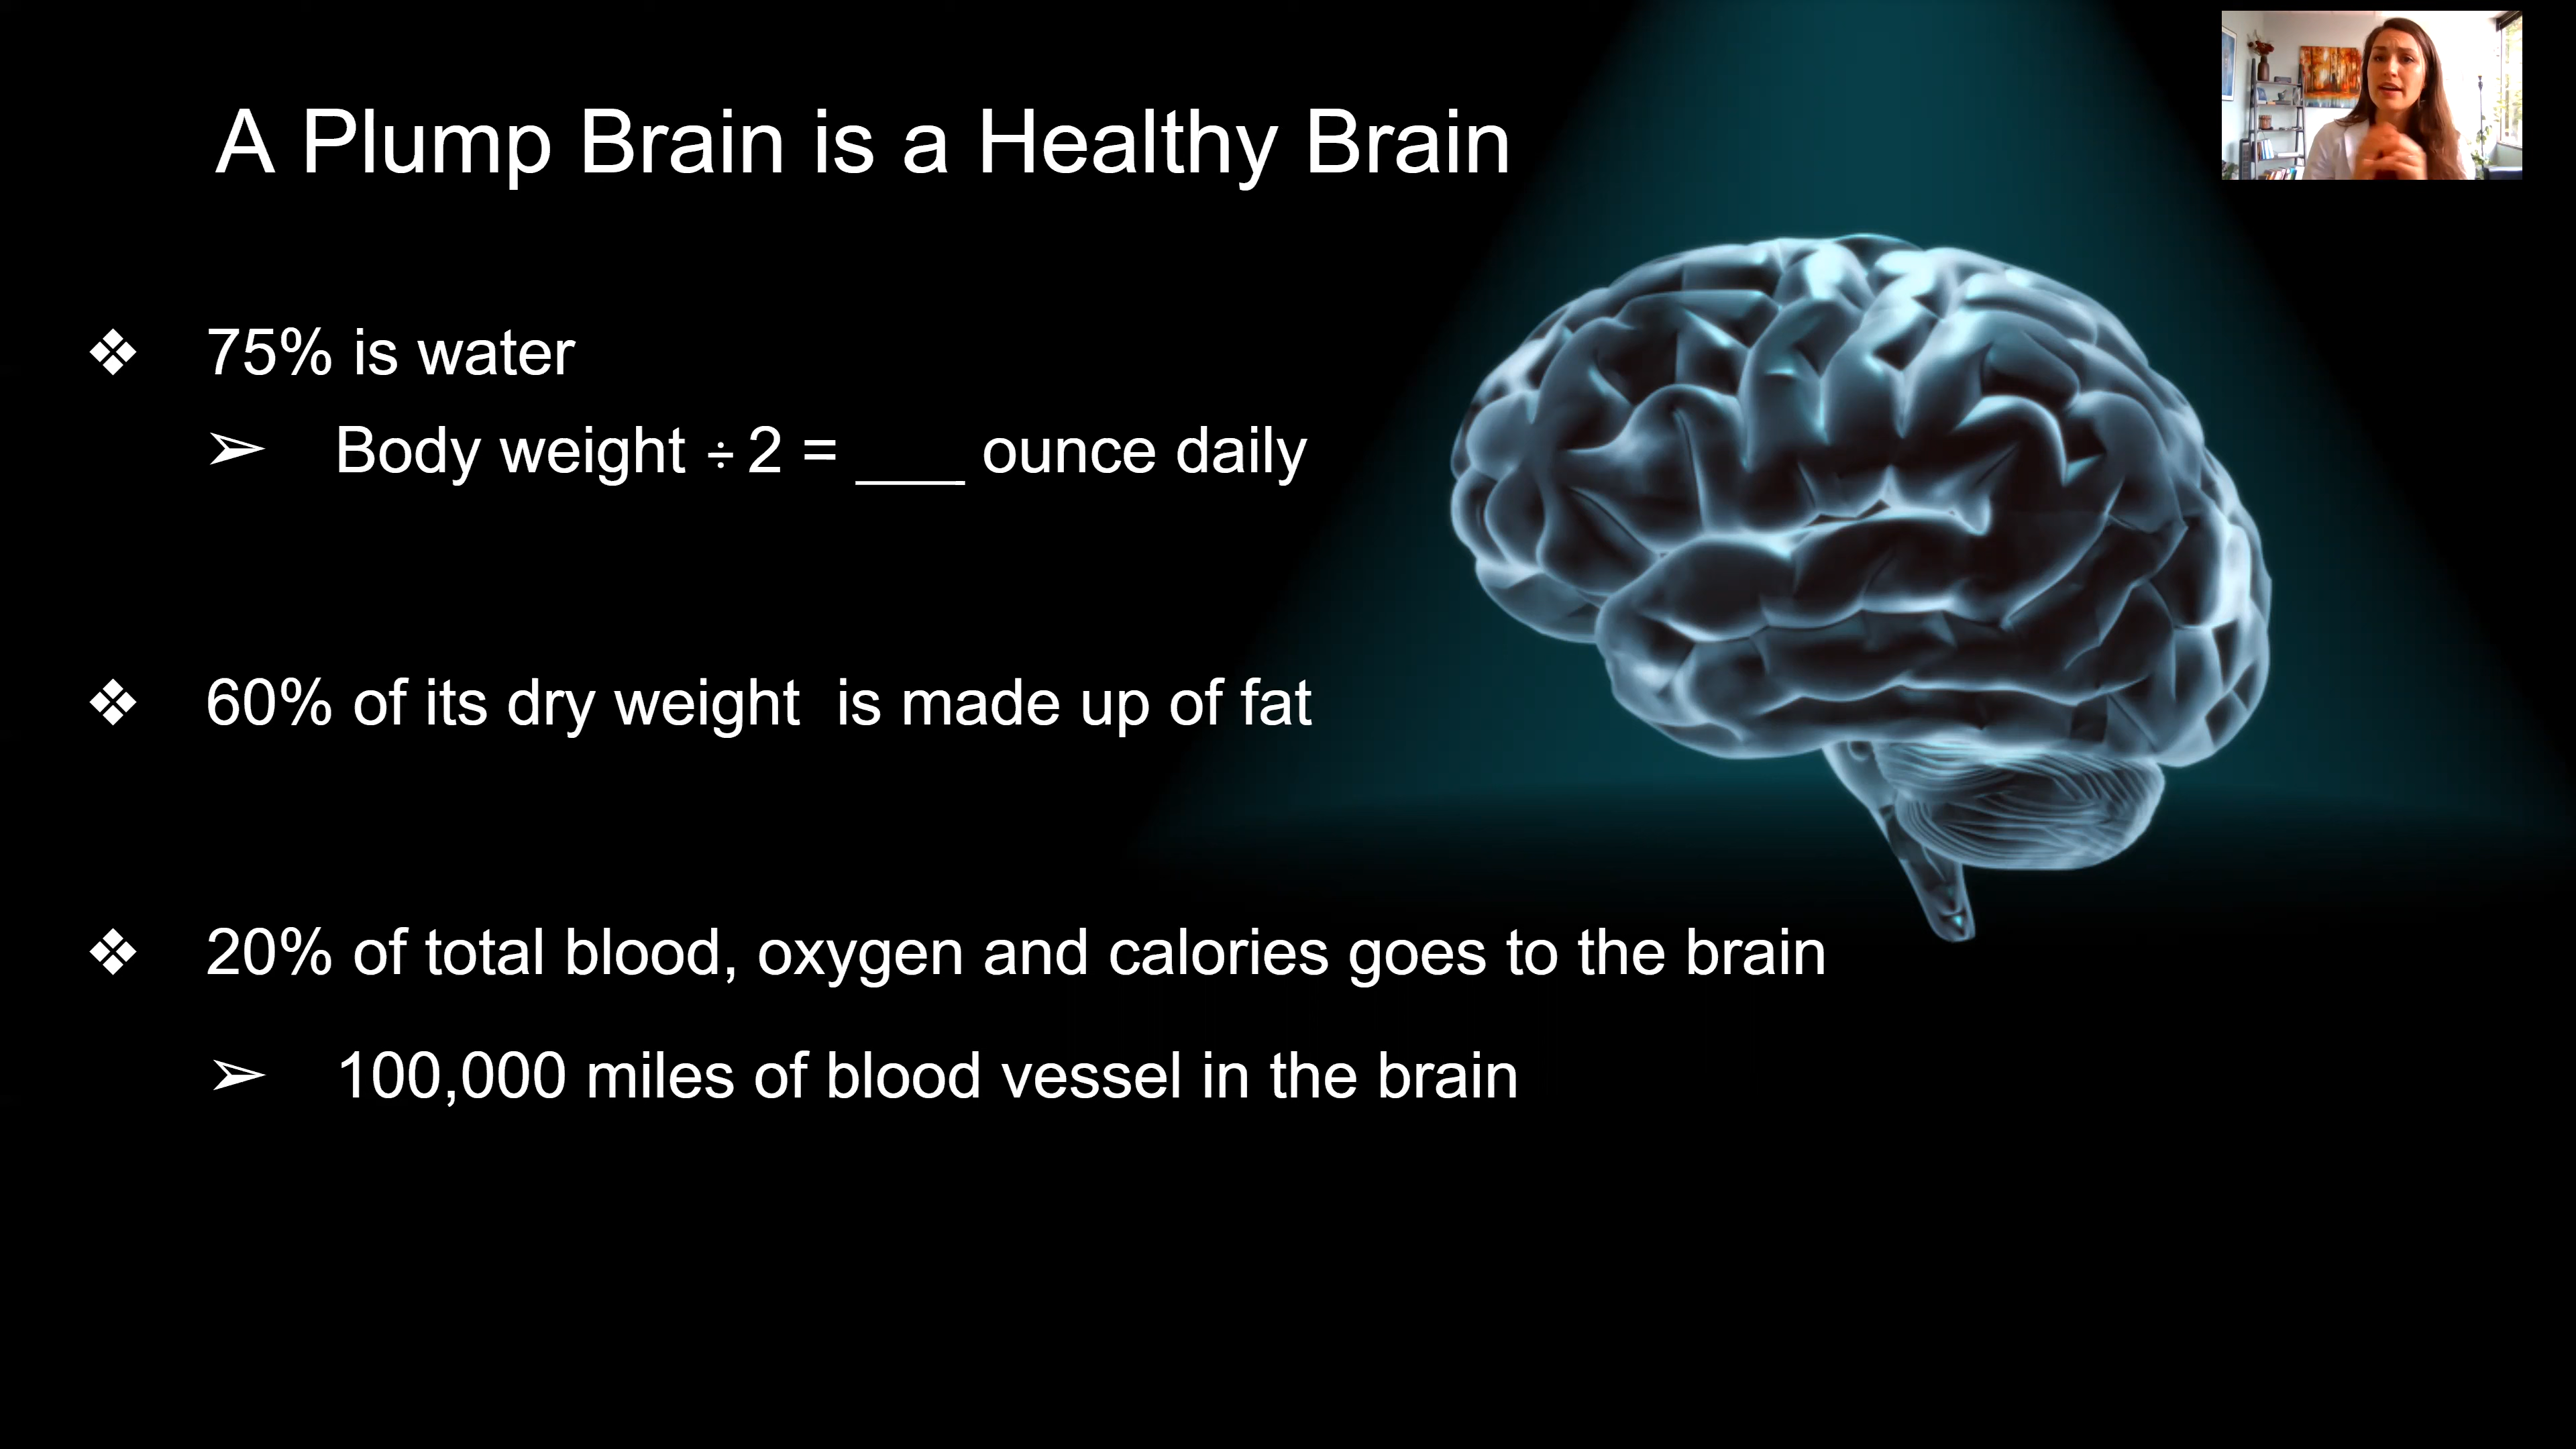 A Plump Brain is a Healthy Brain
❖ 75% is water
➢ Body weight ÷ 2 = ___ ounce daily
❖ 60% of its dry weight  is made up of fat
❖ 20% of total blood, oxygen and calories goes to the brain
➢ 100,000 miles of blood vessel in the brain